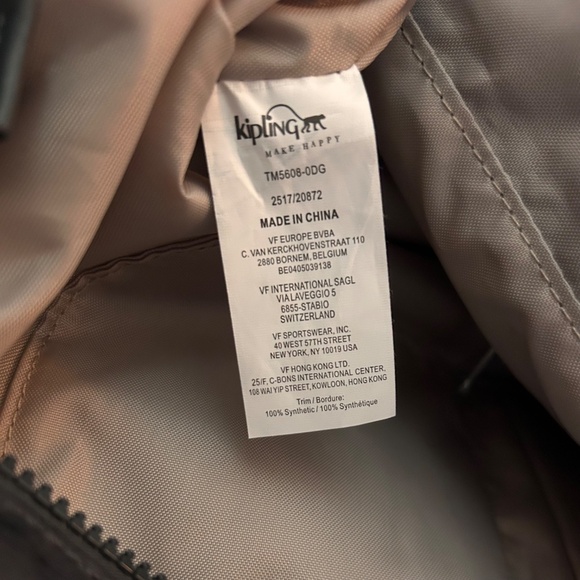 kipling
MAKE HAPPY
TM5608-0DG
2517/20872
MADE IN CHINA
VF EUROPE BVBA
C. VAN KERCKHOVENSTRAAT 110
2880 BORNEM, BELGIUM
BE0405039138
VF INTERNATIONAL SAGL
VIA LAVEGGIO 5
6855-STABIO
SWITZERLAND
VF SPORTSWEAR, INC.
40 WEST 57TH STREET
NEW YORK, NY 10019 USA
VF HONG KONG LTD.
25/F, C-BONS INTERNATIONAL CENTER,
108 WAI YIP STREET, KOWLOON, HONG KONG
Trim / Bordure:
100% Synthetic / 100% Synthétique